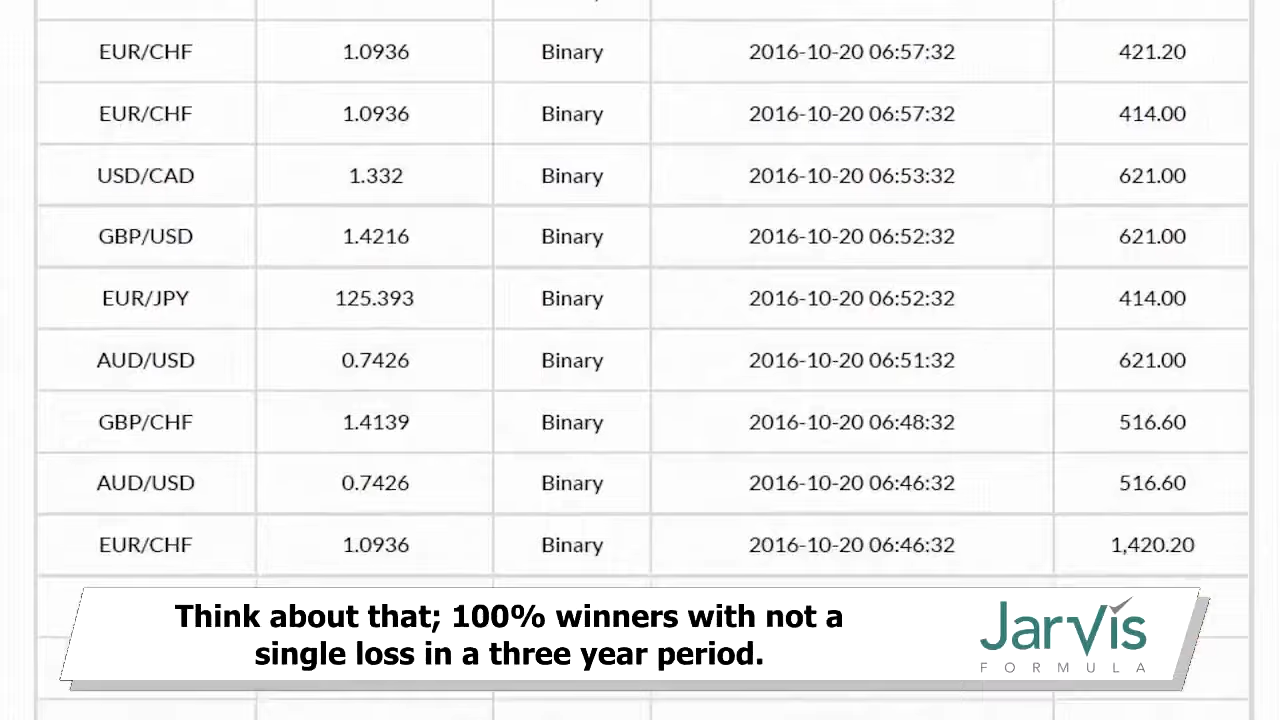 EUR/CHF 1.0936 Binary 2016-10-20 06:57:32 421.20
EUR/CHF 1.0936 Binary 2016-10-20 06:57:32 414.00
USD/CAD 1.332 Binary 2016-10-20 06:53:32 621.00
GBP/USD 1.4216 Binary 2016-10-20 06:52:32 621.00
EUR/JPY 125.393 Binary 2016-10-20 06:52:32 414.00
AUD/USD 0.7426 Binary 2016-10-20 06:51:32 621.00
GBP/CHF 1.4139 Binary 2016-10-20 06:48:32 516.60
AUD/USD 0.7426 Binary 2016-10-20 06:46:32 516.60
EUR/CHF 1.0936 Binary 2016-10-20 06:46:32 1,420.20
Think about that; 100% winners with not a
single loss in a three year period.
Jarvis
FORMULA